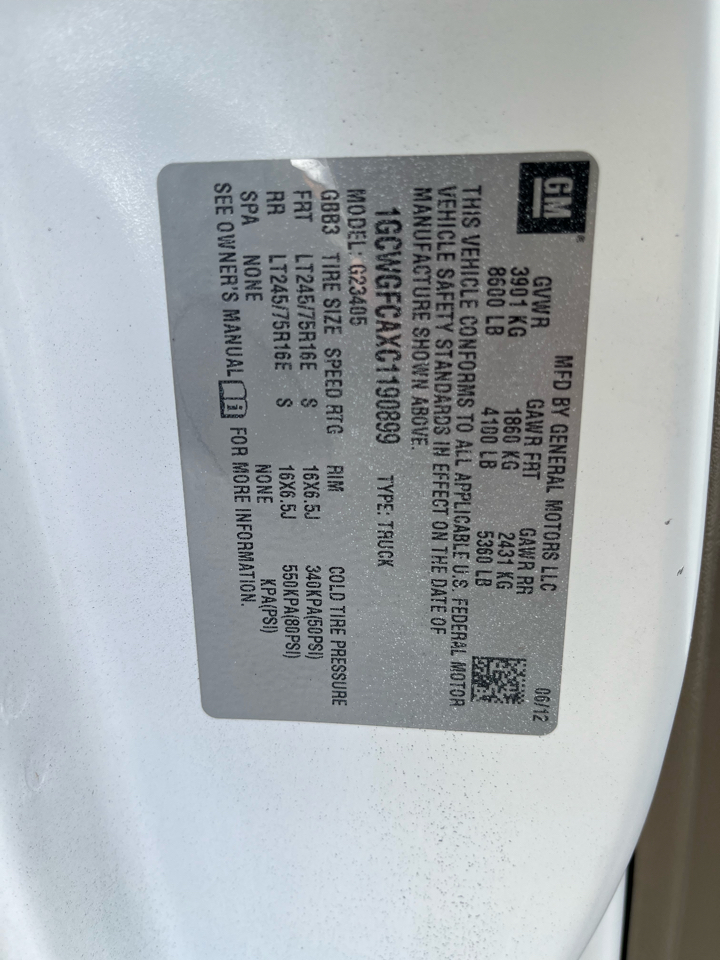 GM®
MFD BY GENERAL MOTORS LLC 06/12
GVWR GAWR FRT GAWR RR
3901 KG 1860 KG 2431 KG
8600 LB 4100 LB 5360 LB
THIS VEHICLE CONFORMS TO ALL APPLICABLE U.S. FEDERAL MOTOR
VEHICLE SAFETY STANDARDS IN EFFECT ON THE DATE OF
MANUFACTURE SHOWN ABOVE.
1GCWGFCAXC1190899 TYPE: TRUCK
MODEL: G23405
GBB3 TIRE SIZE SPEED RTG RIM COLD TIRE PRESSURE
FRT LT245/75R16E S 16X6.5J 340KPA(50PSI)
RR LT245/75R16E S 16X6.5J 550KPA(80PSI)
SPA NONE NONE KPA(PSI)
SEE OWNER'S MANUAL FOR MORE INFORMATION.